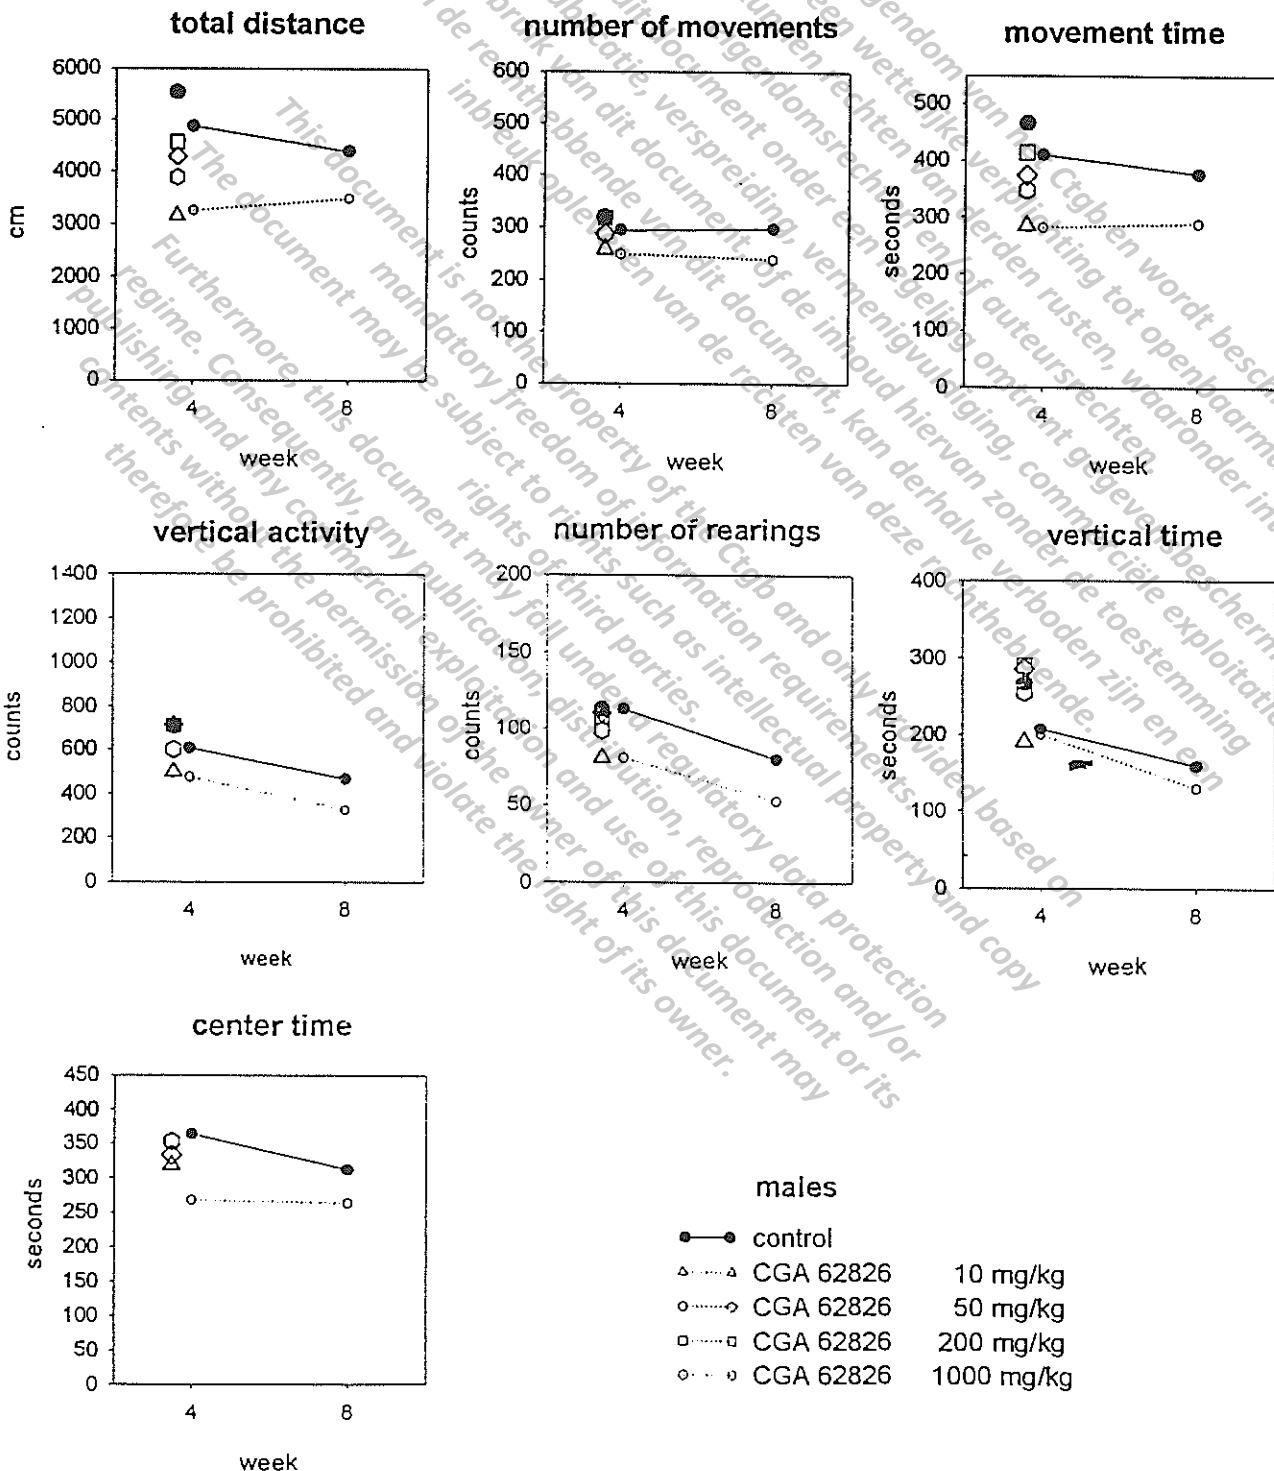 total distance
number of movements
movement time
6000
5000
4000
3000
2000
1000
0
cm
4
8
week
600
500
400
300
200
100
0
counts
4
8
week
500
400
300
200
100
0
seconds
4
8
week
vertical activity
number of rearings
vertical time
1400
1200
1000
800
600
400
200
0
counts
4
8
week
200
150
100
50
0
counts
4
8
week
400
300
200
100
0
seconds
4
8
week
center time
450
400
350
300
250
200
150
100
50
0
seconds
4
8
week
males
control
CGA 62826 10 mg/kg
CGA 62826 50 mg/kg
CGA 62826 200 mg/kg
CGA 62826 1000 mg/kg
This document is not the property of the Ctgb and only provided based on
mandatory freedom of information requirements.
The document may be subject to rights such as intellectual property and copy
rights of third parties.
Furthermore, this document may fall under regulatory data protection
regime. Consequently, any publication, distribution, reproduction and/or
publishing and any commercial exploitation and use of this document or its
contents without the permission of the owner of this document may
therefore be prohibited and violate the right of its owner.